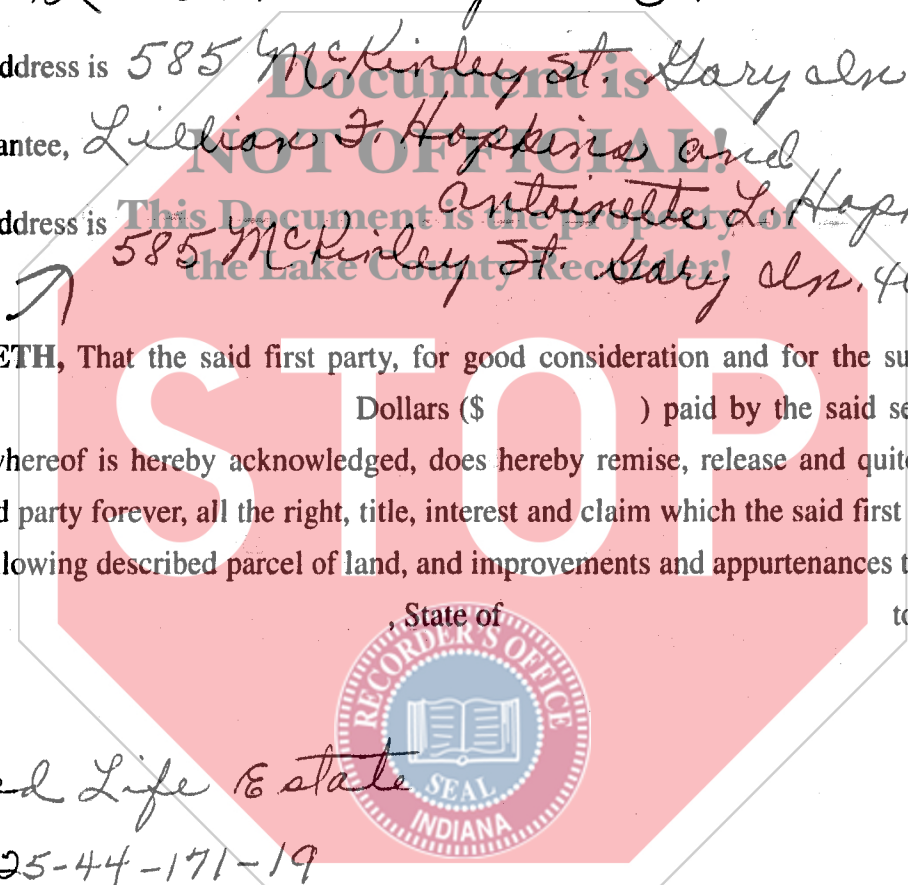 ddress is 585 McKinley St. Gary In
antee, Lillian F. Hopkins and
Antoinette L. Hopk
ddress is
585 McKinley St. Gary In. 4
Document is
NOT OFFICIAL!
This Document is the property of
the Lake County Recorder!
ETH, That the said first party, for good consideration and for the su
Dollars ($ ) paid by the said se
whereof is hereby acknowledged, does hereby remise, release and quit
d party forever, all the right, title, interest and claim which the said first
lowing described parcel of land, and improvements and appurtenances t
, State of to
STOP
RECORDER'S OFFICE
SEAL
INDIANA
ed Life Estate
25-44-171-19